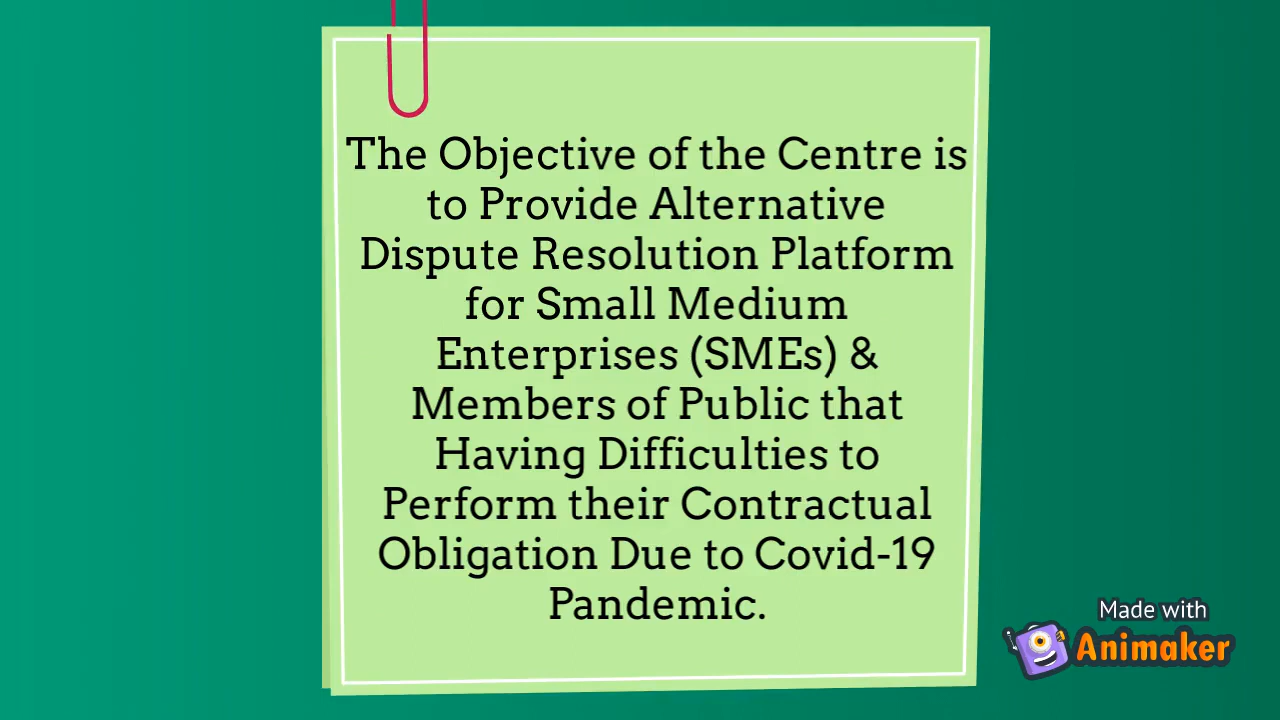 The Objective of the Centre is
to Provide Alternative
Dispute Resolution Platform
for Small Medium
Enterprises (SMEs) &
Members of Public that
Having Difficulties to
Perform their Contractual
Obligation Due to Covid-19
Pandemic.
Made with
Animaker